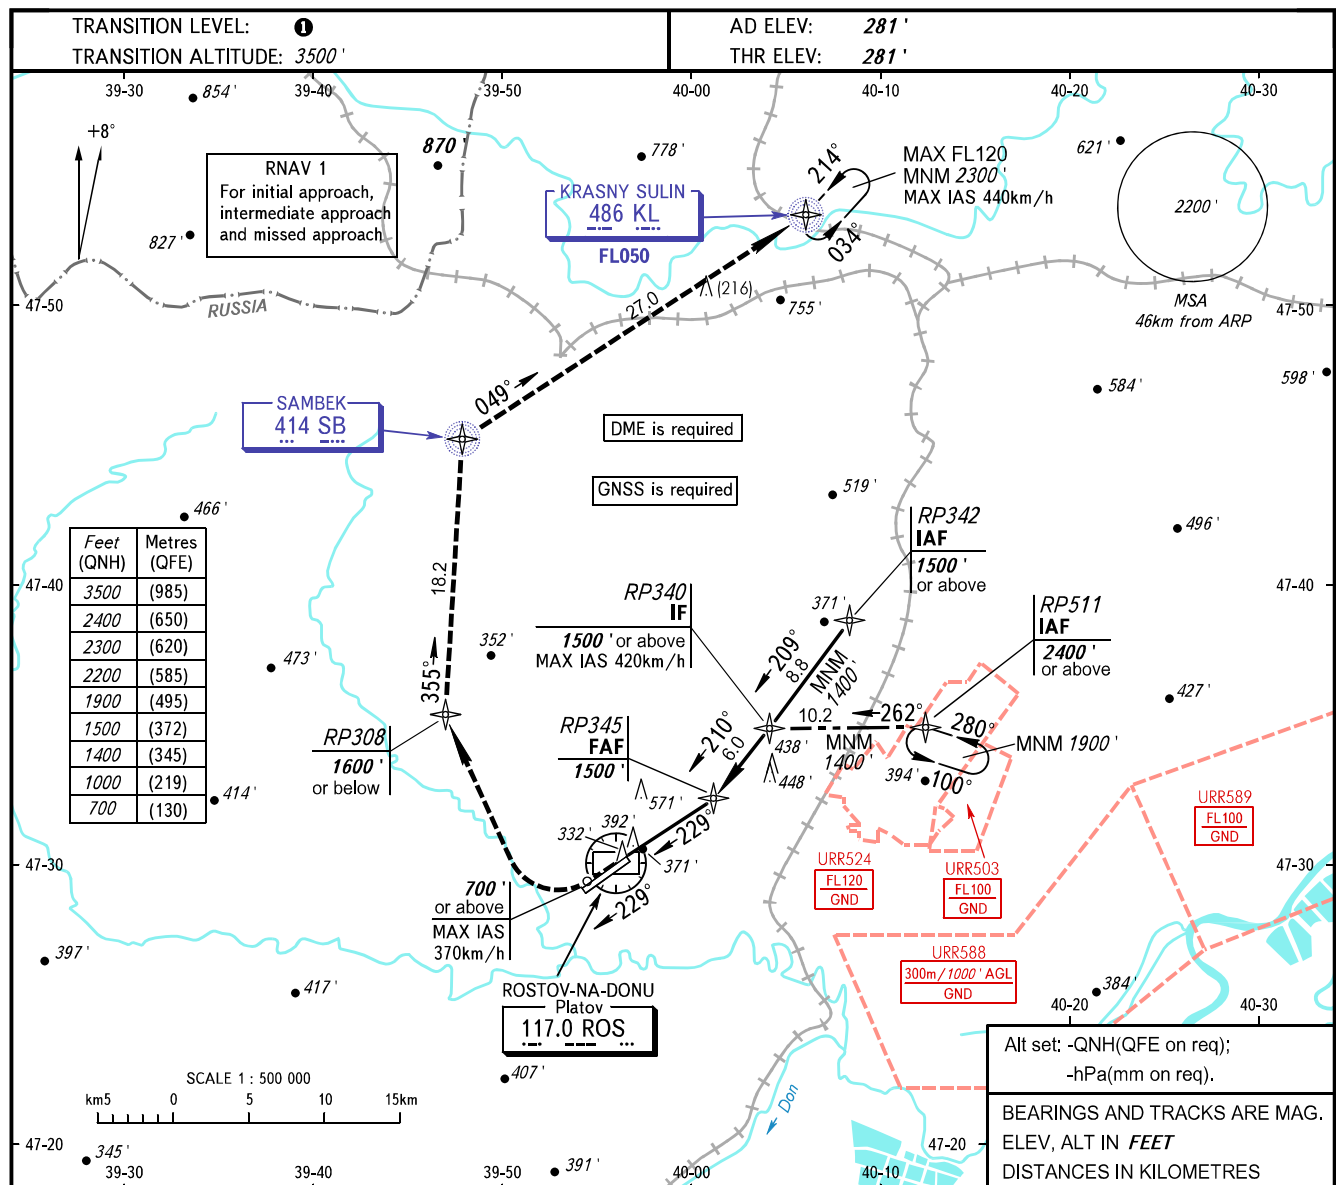 TRANSITION LEVEL: 1
TRANSITION ALTITUDE: 3500 '
AD ELEV: 281 '
THR ELEV: 281 '
39-30
39-40
39-50
40-00
40-10
40-20
40-30
854 '
+8°
870 '
778 '
621 '
827 '
RNAV 1
For initial approach,
intermediate approach
and missed approach
KRASNY SULIN
486 KL
FL050
214°
034°
MAX FL120
MNM 2300 '
MAX IAS 440km/h
2200 '
MSA
46km from ARP
RUSSIA
47-50
47-50
27.0
(216)
755 '
049°
584 '
598 '
SAMBEK
414 SB
DME is required
GNSS is required
519 '
466 '
496 '
RP342
IAF
1500 '
or above
Feet
(QNH)
Metres
(QFE)
3500 (985)
2400 (650)
2300 (620)
2200 (585)
1900 (495)
1500 (372)
1400 (345)
1000 (219)
700 (130)
47-40
47-40
18.2
355°
RP340
IF
1500 ' or above
MAX IAS 420km/h
371 '
RP511
IAF
2400 '
or above
352 '
473 '
209°
8.8
MNM
1400'
427 '
10.2
262°
MNM
1400'
280°
100°
MNM 1900 '
RP308
1600 '
or below
RP345
FAF
1500 '
210°
6.0
438 '
448 '
394 '
414 '
571 '
392 '
332 '
371 '
229°
229°
URR589
FL100
GND
47-30
47-30
URR524
FL120
GND
URR503
FL100
GND
700 '
or above
MAX IAS
370km/h
397 '
417 '
URR588
300m/1000 ' AGL
GND
384 '
ROSTOV-NA-DONU
Platov
117.0 ROS
40-20
40-30
407 '
SCALE 1 : 500 000
km5 0 5 10 15km
Don
Alt set: -QNH(QFE on req);
-hPa(mm on req).
BEARINGS AND TRACKS ARE MAG.
ELEV, ALT IN FEET
DISTANCES IN KILOMETRES
47-20
47-20
345 '
391 '
39-30
39-40
39-50
40-00
40-10